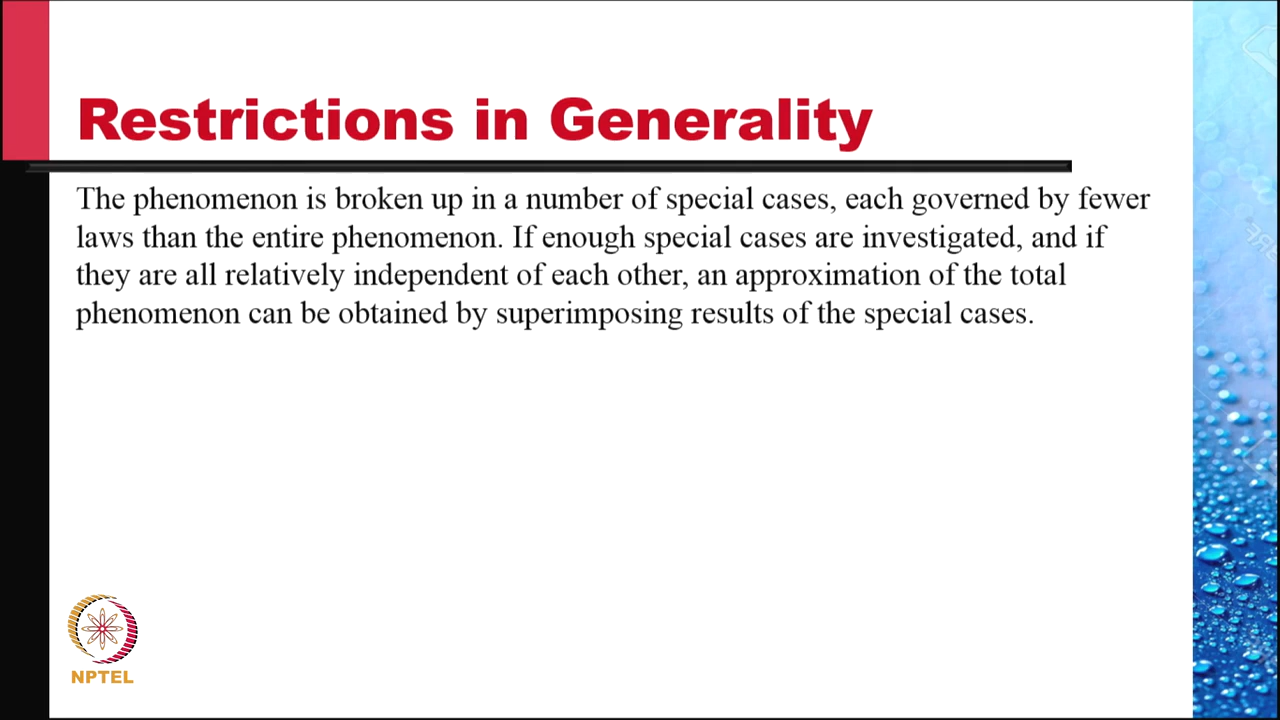 Restrictions in Generality
The phenomenon is broken up in a number of special cases, each governed by fewer
laws than the entire phenomenon. If enough special cases are investigated, and if
they are all relatively independent of each other, an approximation of the total
phenomenon can be obtained by superimposing results of the special cases.
NPTEL